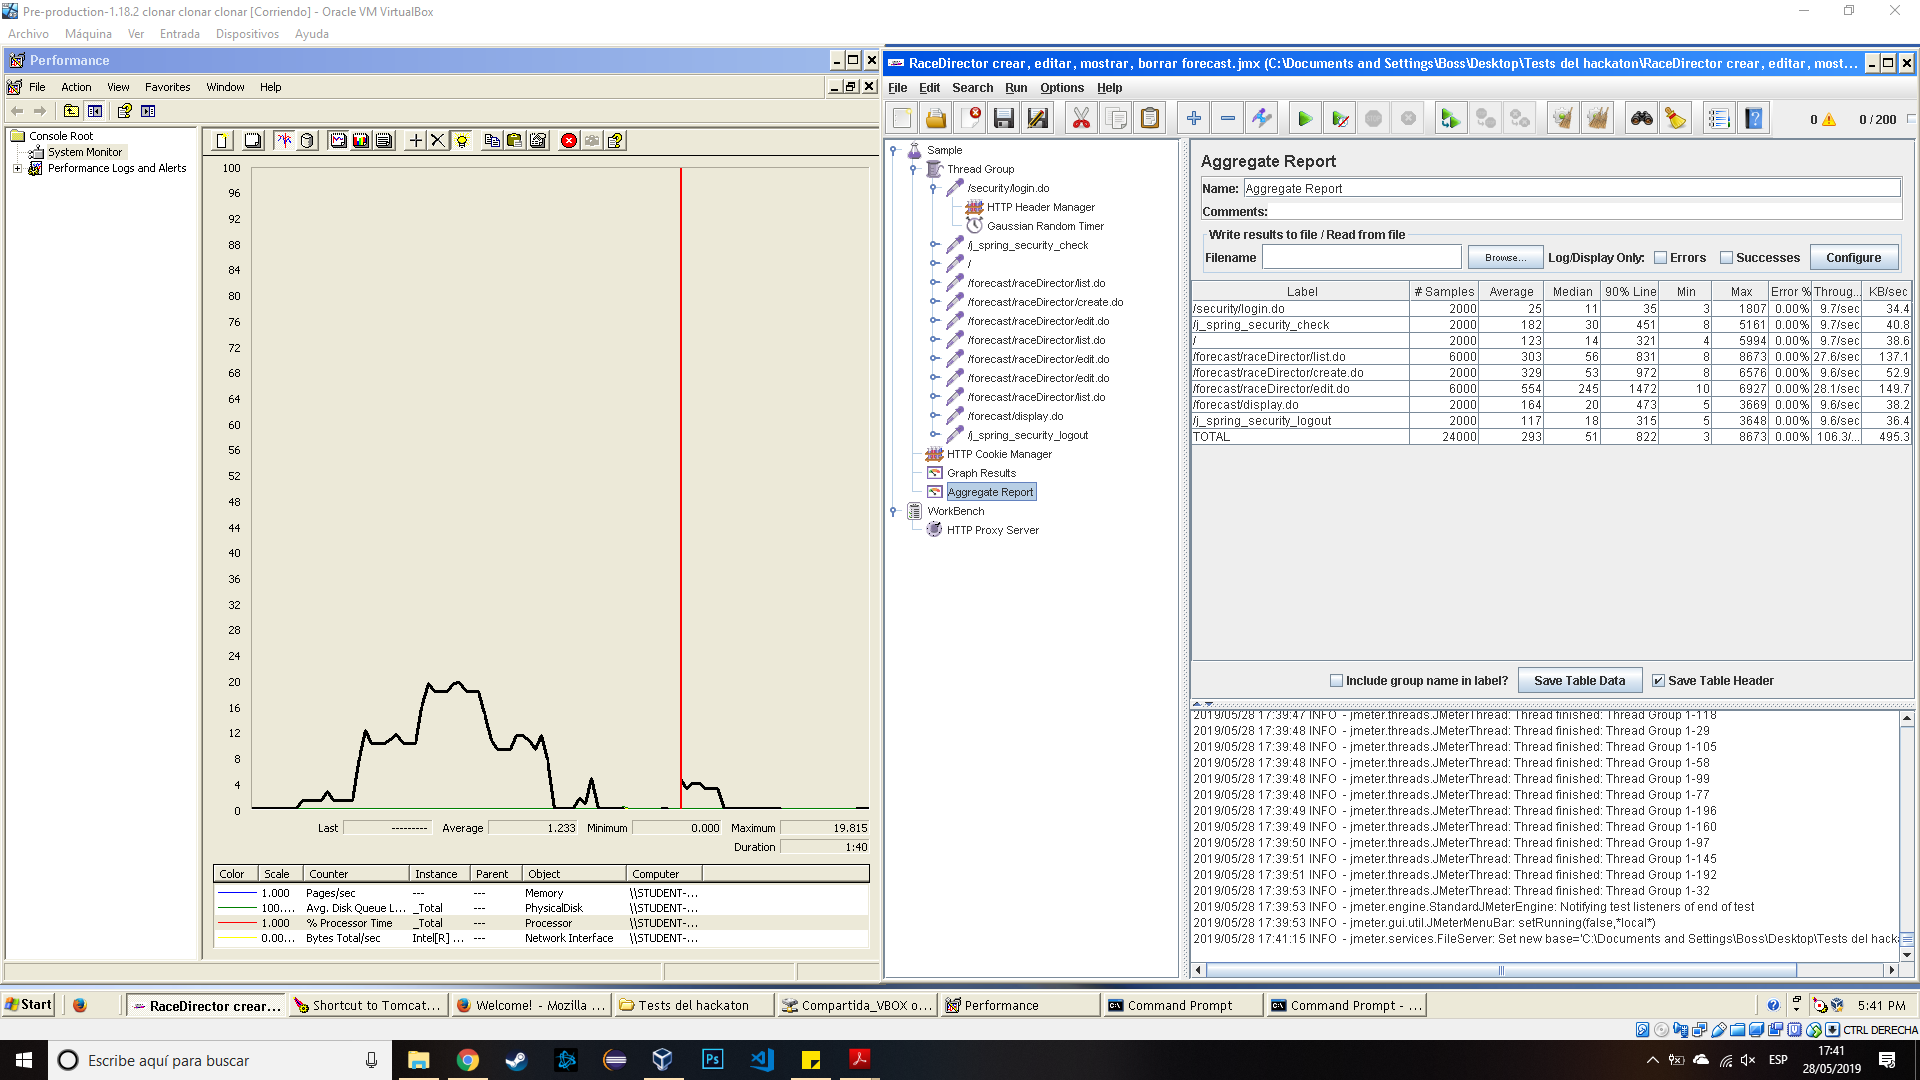 Pre-production-1.18.2 clonar clonar clonar [Corriendo] - Oracle VM VirtualBox
Archivo Máquina Ver Entrada Dispositivos Ayuda
Performance
File Action View Favorites Window Help
Console Root
System Monitor
Performance Logs and Alerts
100
96
92
88
84
80
76
72
68
64
60
56
52
48
44
40
36
32
28
24
20
16
12
8
4
0
Last --------- Average 1.233 Minimum 0.000 Maximum 19.815
Duration 1:40
Color Scale Counter Instance Parent Object Computer
1.000 Pages/sec --- --- Memory \\STUDENT-...
100.... Avg. Disk Queue L... _Total --- PhysicalDisk \\STUDENT-...
1.000 % Processor Time _Total --- Processor \\STUDENT-...
0.00... Bytes Total/sec Intel[R] ... --- Network Interface \\STUDENT-...
RaceDirector crear, editar, mostrar, borrar forecast.jmx (C:\Documents and Settings\Boss\Desktop\Tests del hackaton\RaceDirector crear, editar, most...
File Edit Search Run Options Help
0 0 / 200
Sample
Thread Group
/security/login.do
HTTP Header Manager
Gaussian Random Timer
/j_spring_security_check
/
/forecast/raceDirector/list.do
/forecast/raceDirector/create.do
/forecast/raceDirector/edit.do
/forecast/raceDirector/list.do
/forecast/raceDirector/edit.do
/forecast/raceDirector/edit.do
/forecast/raceDirector/list.do
/forecast/display.do
/j_spring_security_logout
HTTP Cookie Manager
Graph Results
Aggregate Report
WorkBench
HTTP Proxy Server
Aggregate Report
Name: Aggregate Report
Comments:
Write results to file / Read from file
Filename Browse... Log/Display Only: Errors Successes Configure
Label # Samples Average Median 90% Line Min Max Error % Throug... KB/sec
/security/login.do 2000 25 11 35 3 1807 0.00% 9.7/sec 34.4
/j_spring_security_check 2000 182 30 451 8 5161 0.00% 9.7/sec 40.8
/ 2000 123 14 321 4 5994 0.00% 9.7/sec 38.6
/forecast/raceDirector/list.do 6000 303 56 831 8 8673 0.00% 27.6/sec 137.1
/forecast/raceDirector/create.do 2000 329 53 972 8 6576 0.00% 9.6/sec 52.9
/forecast/raceDirector/edit.do 6000 554 245 1472 10 6927 0.00% 28.1/sec 149.7
/forecast/display.do 2000 164 20 473 5 3669 0.00% 9.6/sec 38.2
/j_spring_security_logout 2000 117 18 315 5 3648 0.00% 9.6/sec 36.4
TOTAL 24000 293 51 822 3 8673 0.00% 106.3/... 495.3
Include group name in label? Save Table Data Save Table Header
2019/05/28 17:39:47 INFO - jmeter.threads.JMeterThread: Thread finished: Thread Group 1-118
2019/05/28 17:39:48 INFO - jmeter.threads.JMeterThread: Thread finished: Thread Group 1-29
2019/05/28 17:39:48 INFO - jmeter.threads.JMeterThread: Thread finished: Thread Group 1-105
2019/05/28 17:39:48 INFO - jmeter.threads.JMeterThread: Thread finished: Thread Group 1-58
2019/05/28 17:39:48 INFO - jmeter.threads.JMeterThread: Thread finished: Thread Group 1-99
2019/05/28 17:39:48 INFO - jmeter.threads.JMeterThread: Thread finished: Thread Group 1-77
2019/05/28 17:39:49 INFO - jmeter.threads.JMeterThread: Thread finished: Thread Group 1-196
2019/05/28 17:39:49 INFO - jmeter.threads.JMeterThread: Thread finished: Thread Group 1-160
2019/05/28 17:39:50 INFO - jmeter.threads.JMeterThread: Thread finished: Thread Group 1-97
2019/05/28 17:39:51 INFO - jmeter.threads.JMeterThread: Thread finished: Thread Group 1-145
2019/05/28 17:39:51 INFO - jmeter.threads.JMeterThread: Thread finished: Thread Group 1-192
2019/05/28 17:39:53 INFO - jmeter.threads.JMeterThread: Thread finished: Thread Group 1-32
2019/05/28 17:39:53 INFO - jmeter.engine.StandardJMeterEngine: Notifying test listeners of end of test
2019/05/28 17:39:53 INFO - jmeter.gui.util.JMeterMenuBar: setRunning(false,*local*)
2019/05/28 17:41:15 INFO - jmeter.services.FileServer: Set new base='C:\Documents and Settings\Boss\Desktop\Tests del hacka
Start RaceDirector crear... Shortcut to Tomcat... Welcome! - Mozilla ... Tests del hackaton Compartida_VBOX o... Performance Command Prompt Command Prompt - ... 5:41 PM
CTRL DERECHA
Escribe aquí para buscar
ESP
17:41
28/05/2019